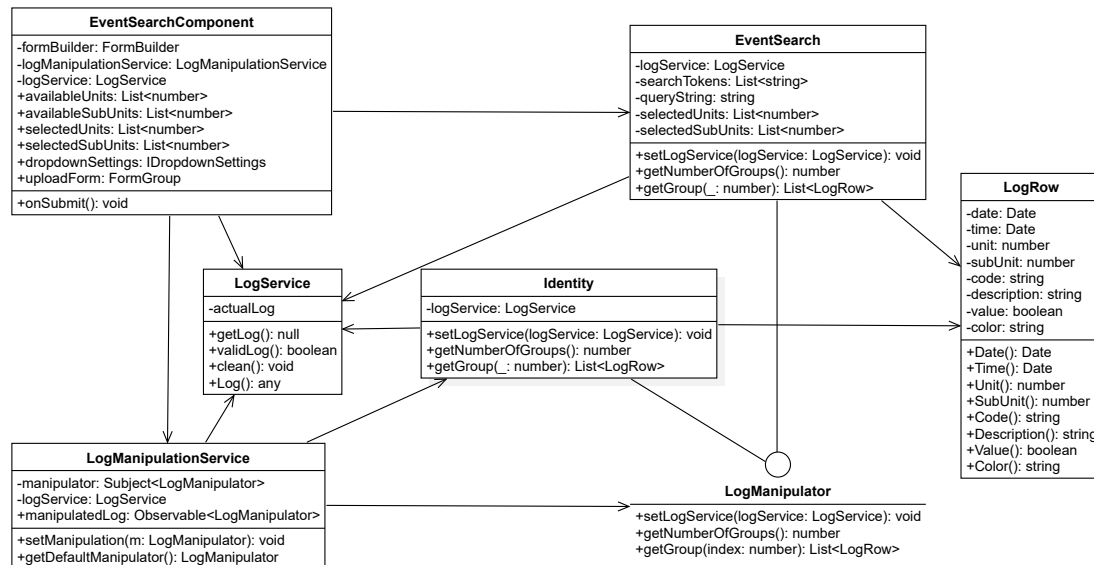 EventSearchComponent
-formBuilder: FormBuilder
-logManipulationService: LogManipulationService
-logService: LogService
+availableUnits: List<number>
+availableSubUnits: List<number>
+selectedUnits: List<number>
+selectedSubUnits: List<number>
+dropdownSettings: IDropdownSettings
+uploadForm: FormGroup
+onSubmit(): void
EventSearch
-logService: LogService
-searchTokens: List<string>
-queryString: string
-selectedUnits: List<number>
-selectedSubUnits: List<number>
+setLogService(logService: LogService): void
+getNumberOfGroups(): number
+getGroup(_: number): List<LogRow>
LogRow
-date: Date
-time: Date
-unit: number
-subUnit: number
-code: string
-description: string
-value: boolean
-color: string
+Date(): Date
+Time(): Date
+Unit(): number
+SubUnit(): number
+Code(): string
+Description(): string
+Value(): boolean
+Color(): string
LogService
-actualLog
+getLog(): null
+validLog(): boolean
+clean(): void
+Log(): any
Identity
-logService: LogService
+setLogService(logService: LogService): void
+getNumberOfGroups(): number
+getGroup(_: number): List<LogRow>
LogManipulationService
-manipulator: Subject<LogManipulator>
-logService: LogService
+manipulatedLog: Observable<LogManipulator>
+setManipulation(m: LogManipulator): void
+getDefaultManipulator(): LogManipulator
LogManipulator
+setLogService(logService: LogService): void
+getNumberOfGroups(): number
+getGroup(index: number): List<LogRow>